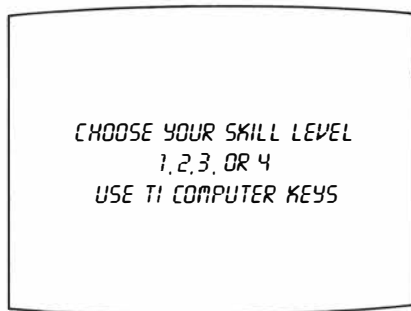 CHOOSE YOUR SKILL LEVEL
1, 2, 3, OR 4
USE TI COMPUTER KEYS